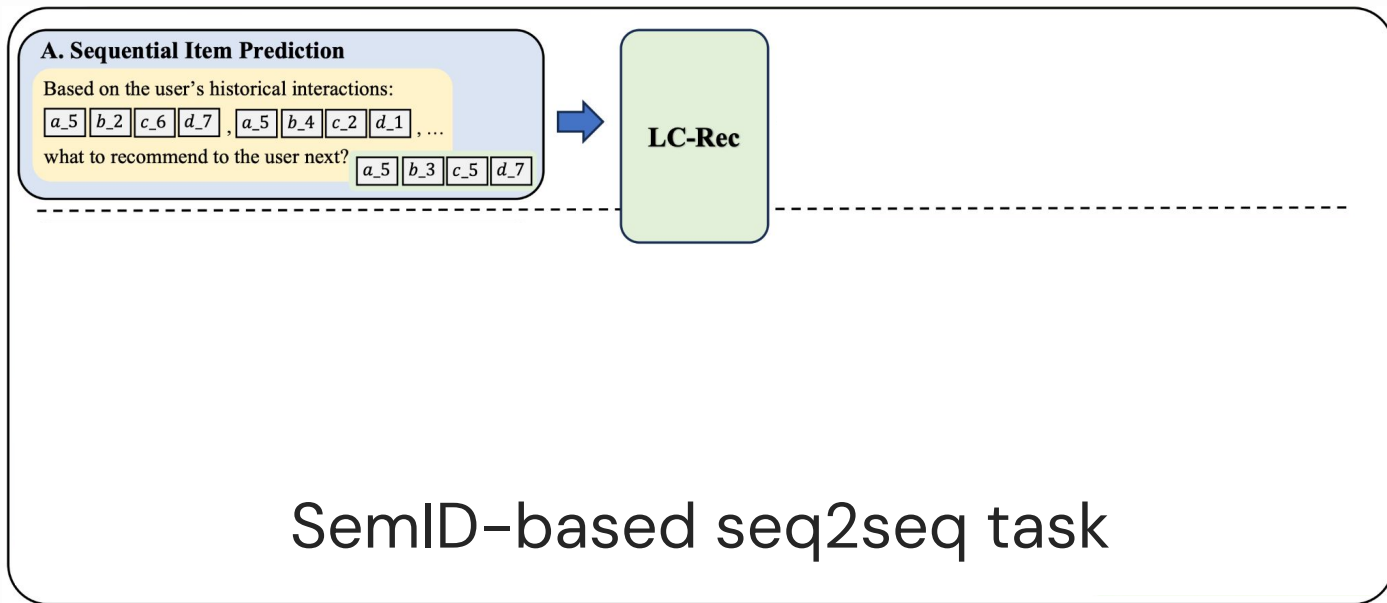 A. Sequential Item Prediction
Based on the user's historical interactions:
a_5 b_2 c_6 d_7 , a_5 b_4 c_2 d_1 , ...
what to recommend to the user next?
a_5 b_3 c_5 d_7
LC-Rec
SemID-based seq2seq task